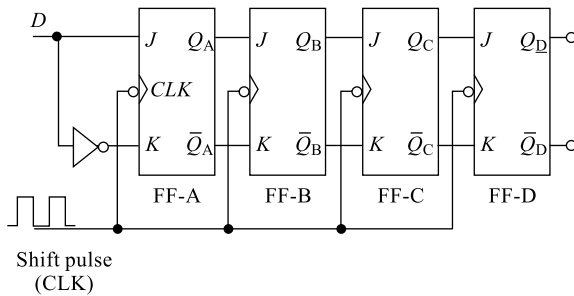 D
J Q_A J Q_B J Q_C J Q_D
CLK
K Q̄_A K Q̄_B K Q̄_C K Q̄_D
FF-A FF-B FF-C FF-D
Shift pulse
(CLK)